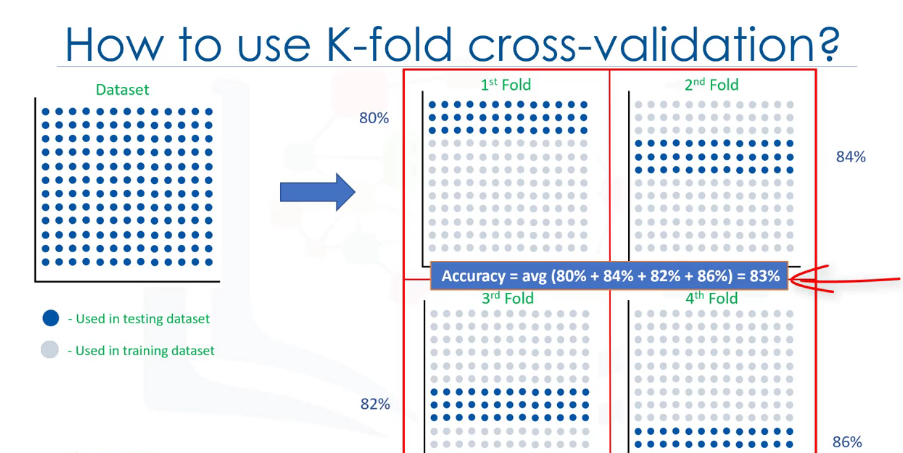 How to use K-fold cross-validation?
Dataset
1st Fold
2nd Fold
80%
84%
Accuracy = avg (80% + 84% + 82% + 86%) = 83%
3rd Fold
4th Fold
- Used in testing dataset
- Used in training dataset
82%
86%